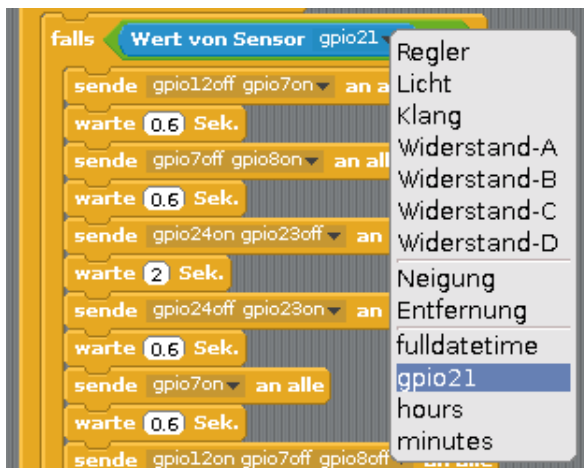 falls Wert von Sensor gpio21
sende gpio12off gpio7on an a
warte 0.6 Sek.
sende gpio7off gpio8on an all
warte 0.6 Sek.
sende gpio24on gpio23off an
warte 2 Sek.
sende gpio24off gpio23on an
warte 0.6 Sek.
sende gpio7on an alle
warte 0.6 Sek.
sende gpio12on gpio7off gpio8off an alle
Regler
Licht
Klang
Widerstand-A
Widerstand-B
Widerstand-C
Widerstand-D
Neigung
Entfernung
fulldatetime
gpio21
hours
minutes